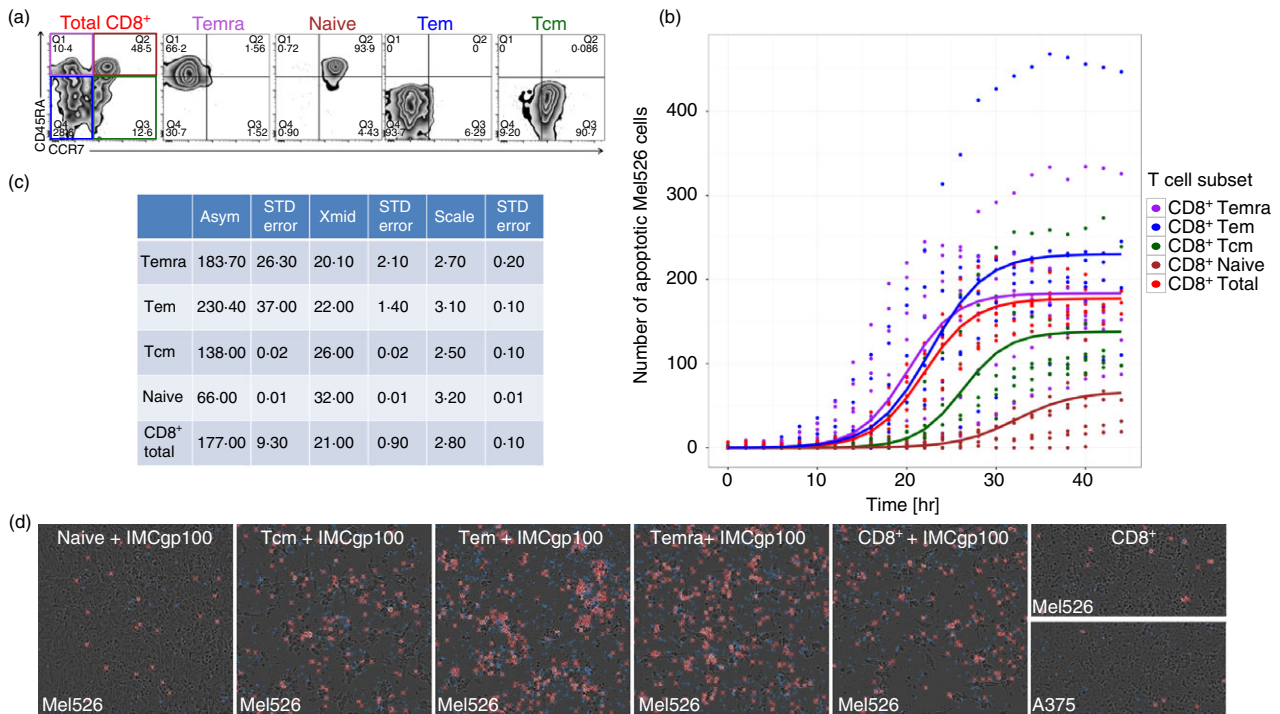 (a)
Total CD8⁺
Temra
Naive
Tem
Tcm
Q1
10·4
Q2
48·5
Q4
Q3
12·6
Q1
66·2
Q2
1·56
Q4
30·7
Q3
1·52
Q1
0·72
Q2
93·9
Q4
0·90
Q3
4·43
Q1
0
Q2
0
Q4
93·7
Q3
6·29
Q1
0
Q2
0·086
Q4
9·20
Q3
90·7
CD45RA
CCR7
(b)
Number of apoptotic Mel526 cells
400
300
200
100
0
0 10 20 30 40
Time [hr]
T cell subset
CD8⁺ Temra
CD8⁺ Tem
CD8⁺ Tcm
CD8⁺ Naive
CD8⁺ Total
(c)
Asym STD error Xmid STD error Scale STD error
Temra 183·70 26·30 20·10 2·10 2·70 0·20
Tem 230·40 37·00 22·00 1·40 3·10 0·10
Tcm 138·00 0·02 26·00 0·02 2·50 0·10
Naive 66·00 0·01 32·00 0·01 3·20 0·01
CD8⁺ total 177·00 9·30 21·00 0·90 2·80 0·10
(d)
Naive + IMCgp100
Mel526
Tcm + IMCgp100
Mel526
Tem + IMCgp100
Mel526
Temra+ IMCgp100
Mel526
CD8⁺ + IMCgp100
Mel526
CD8⁺
Mel526
A375